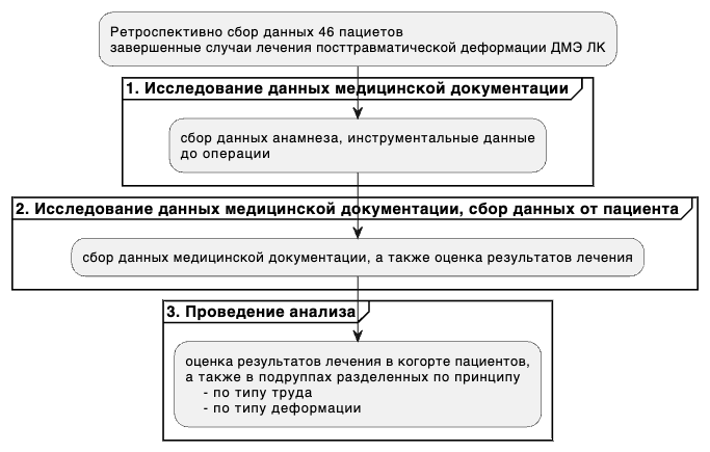 Ретроспективно сбор данных 46 пациетов
завершенные случаи лечения посттравматической деформации ДМЭ ЛК
1. Исследование данных медицинской документации
сбор данных анамнеза, инструментальные данные
до операции
2. Исследование данных медицинской документации, сбор данных от пациента
сбор данных медицинской документации, а также оценка результатов лечения
3. Проведение анализа
оценка результатов лечения в когорте пациентов,
а также в подруппах разделенных по принципу
- по типу труда
- по типу деформации